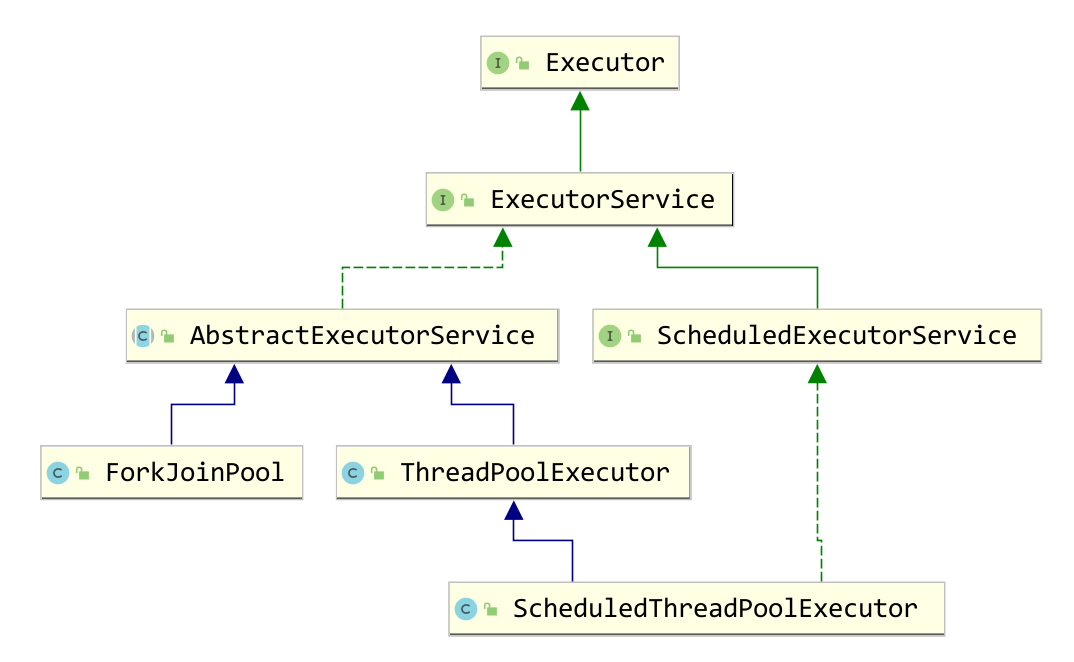 I Executor
I ExecutorService
C AbstractExecutorService
I ScheduledExecutorService
C ForkJoinPool
C ThreadPoolExecutor
C ScheduledThreadPoolExecutor